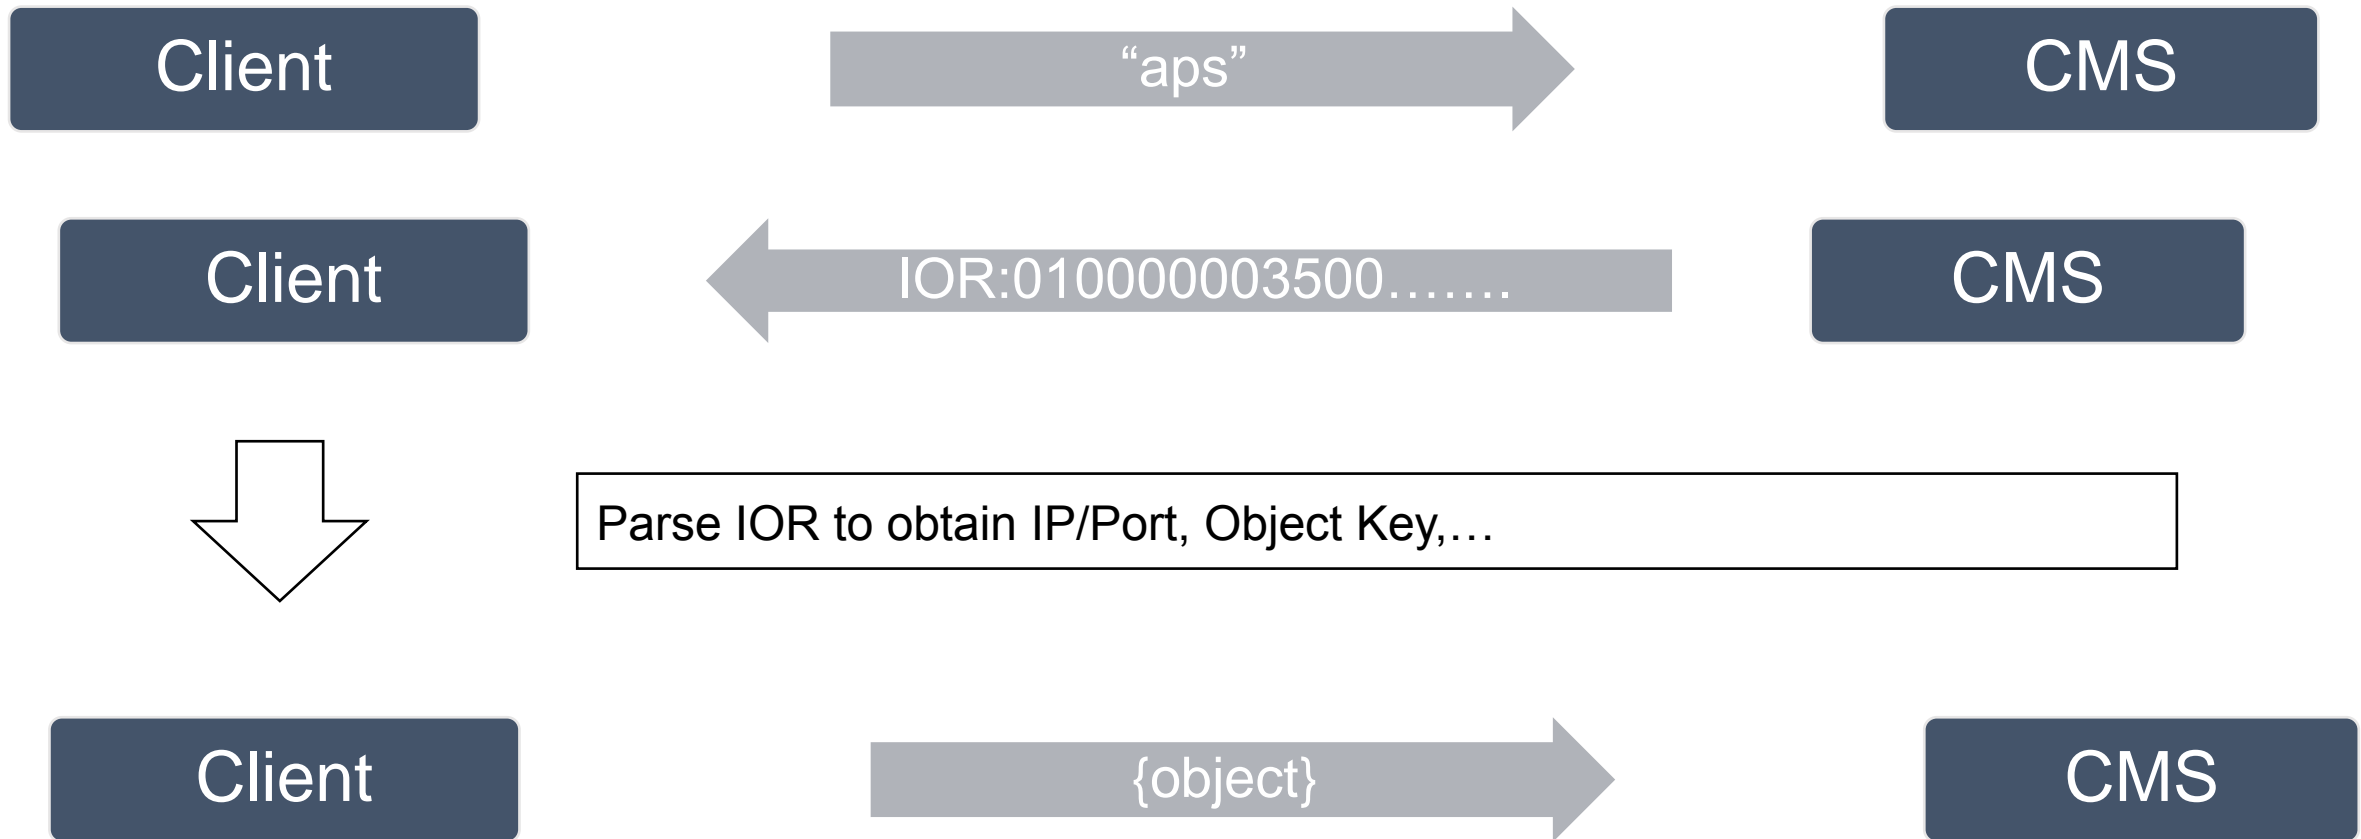 Client
“aps”
CMS
Client
IOR:010000003500…….
CMS
Parse IOR to obtain IP/Port, Object Key,…
Client
{object}
CMS